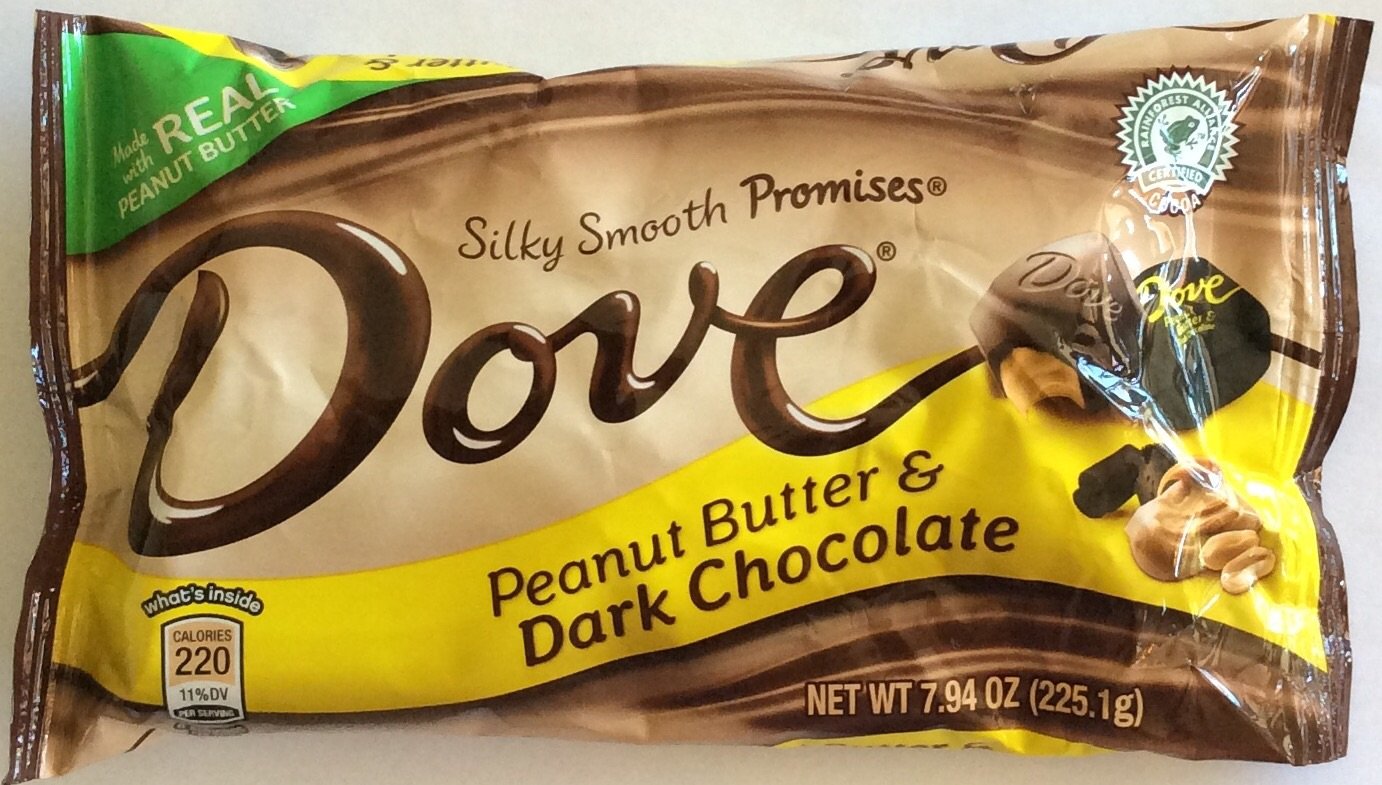 Made
with REAL
PEANUT BUTTER
RAINFOREST ALLIANCE
CERTIFIED
COCOA
Silky Smooth Promises®
Dove®
Dove
Dove
Peanut Butter &
Dark Chocolate
what's inside
CALORIES
220
11%DV
PER SERVING
NET WT 7.94 OZ (225.1g)